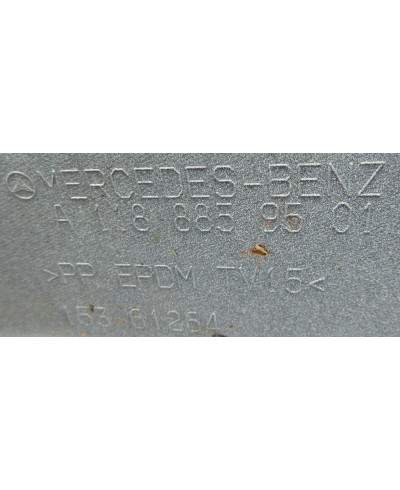 MERCEDES-BENZ
A 118 885 95 01
>PP EPDM TV15<